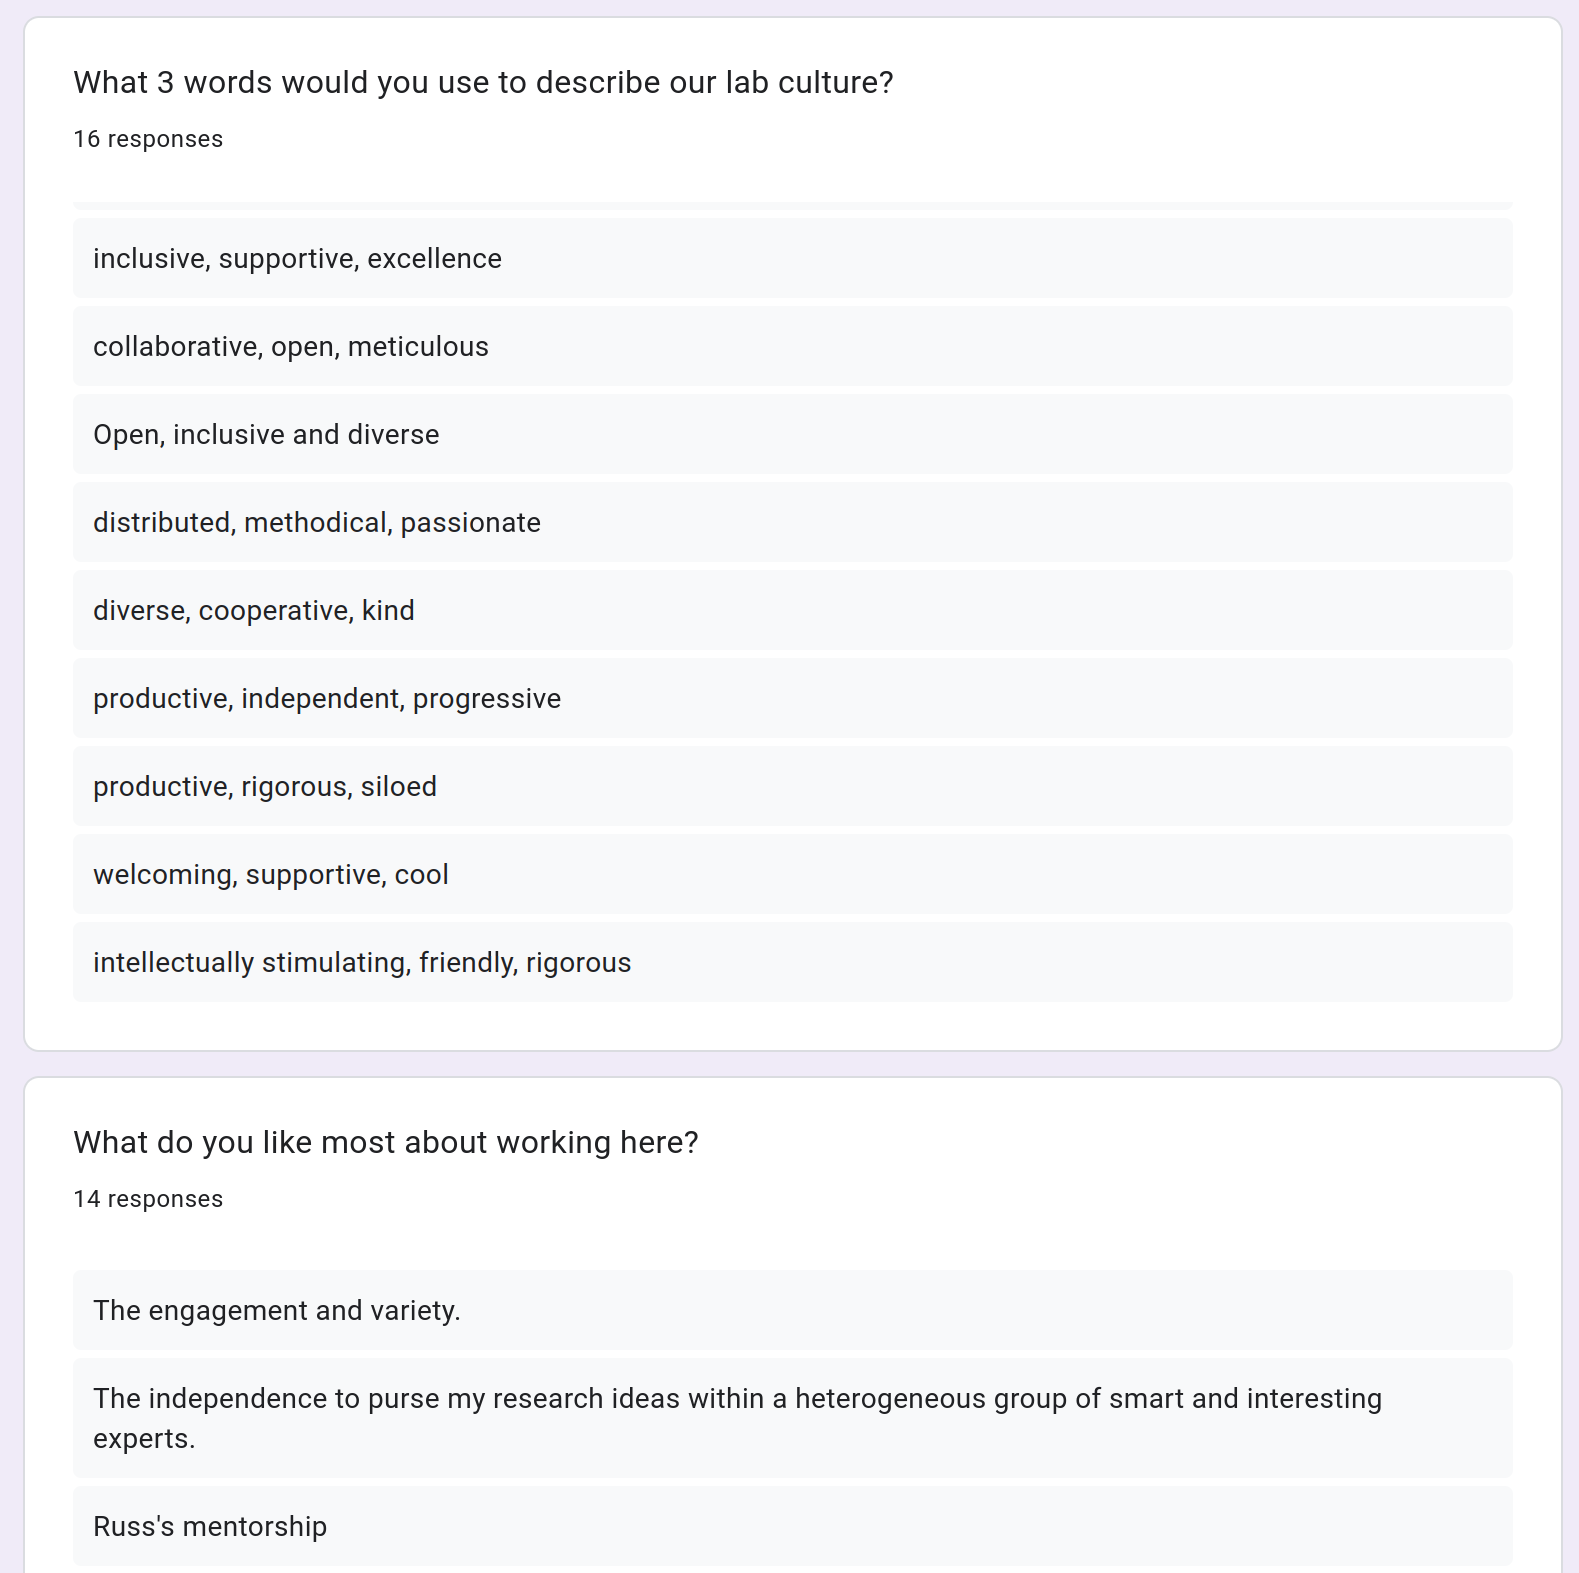 What 3 words would you use to describe our lab culture?
16 responses
inclusive, supportive, excellence
collaborative, open, meticulous
Open, inclusive and diverse
distributed, methodical, passionate
diverse, cooperative, kind
productive, independent, progressive
productive, rigorous, siloed
welcoming, supportive, cool
intellectually stimulating, friendly, rigorous
What do you like most about working here?
14 responses
The engagement and variety.
The independence to purse my research ideas within a heterogeneous group of smart and interesting
experts.
Russ's mentorship